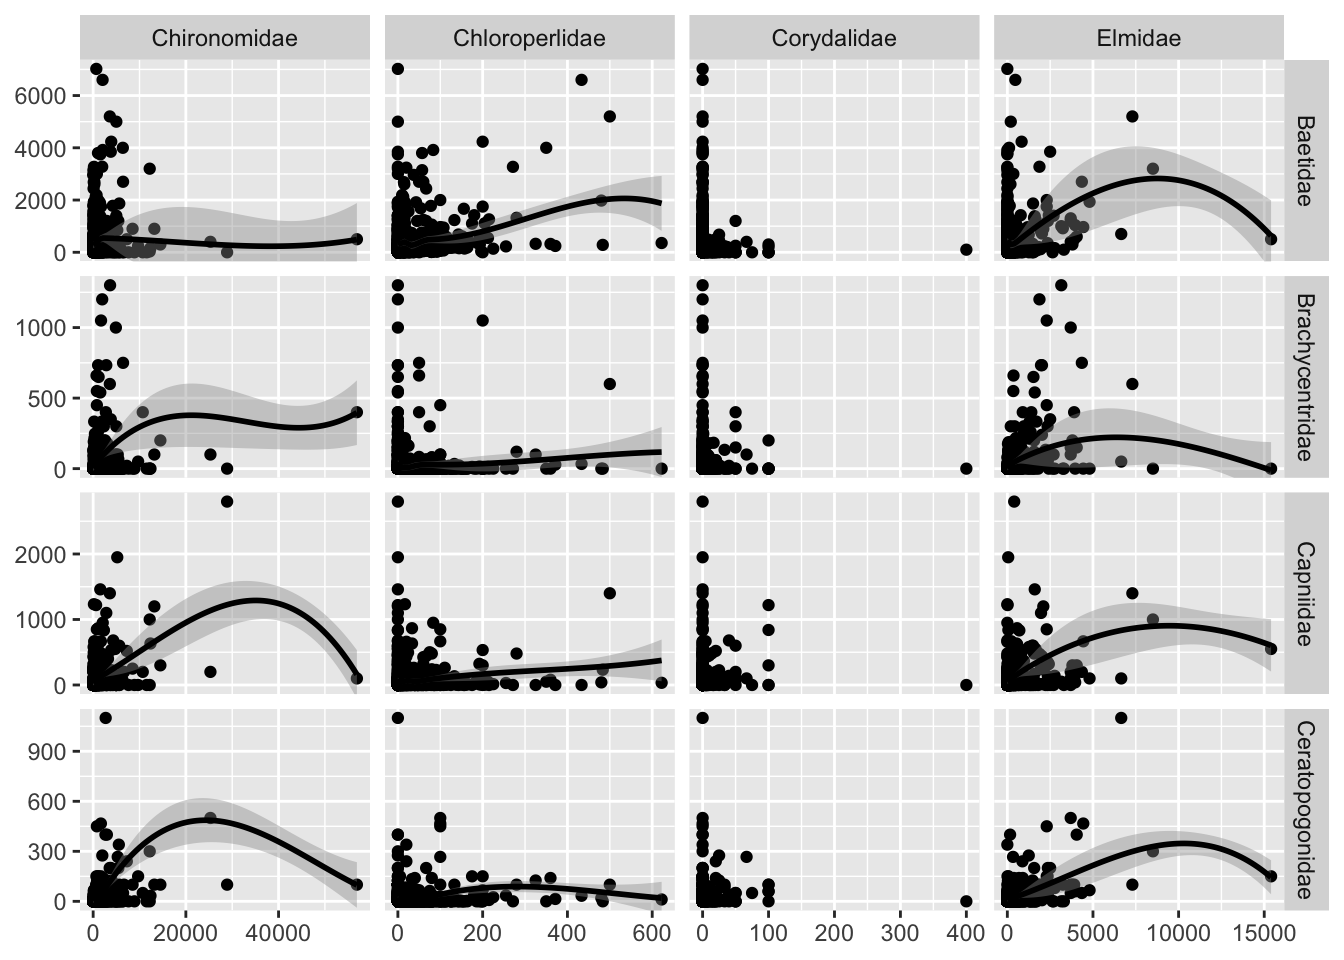 Chironomidae Chloroperlidae Corydalidae Elmidae
6000
4000
2000
0
Baetidae
1000
500
0
Brachycentridae
2000
1000
0
Capniidae
900
600
300
0
Ceratopogonidae
0 20000 40000 0 200 400 600 0 100 200 300 400 0 5000 10000 15000